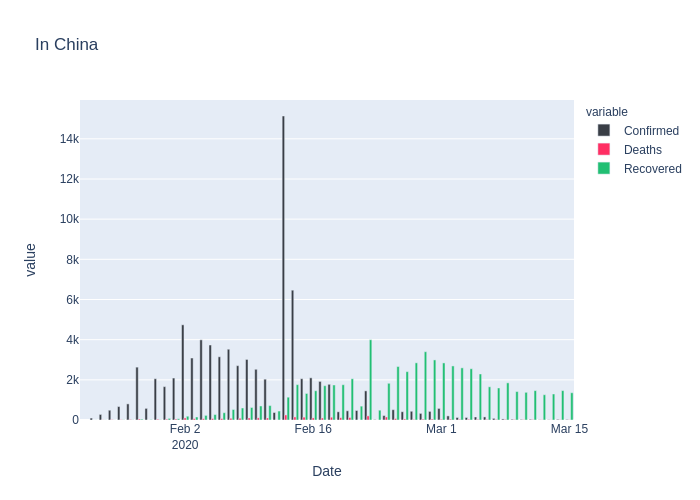 In China
variable
Confirmed
Deaths
Recovered
value
14k
12k
10k
8k
6k
4k
2k
0
Feb 2
2020
Feb 16
Mar 1
Mar 15
Date